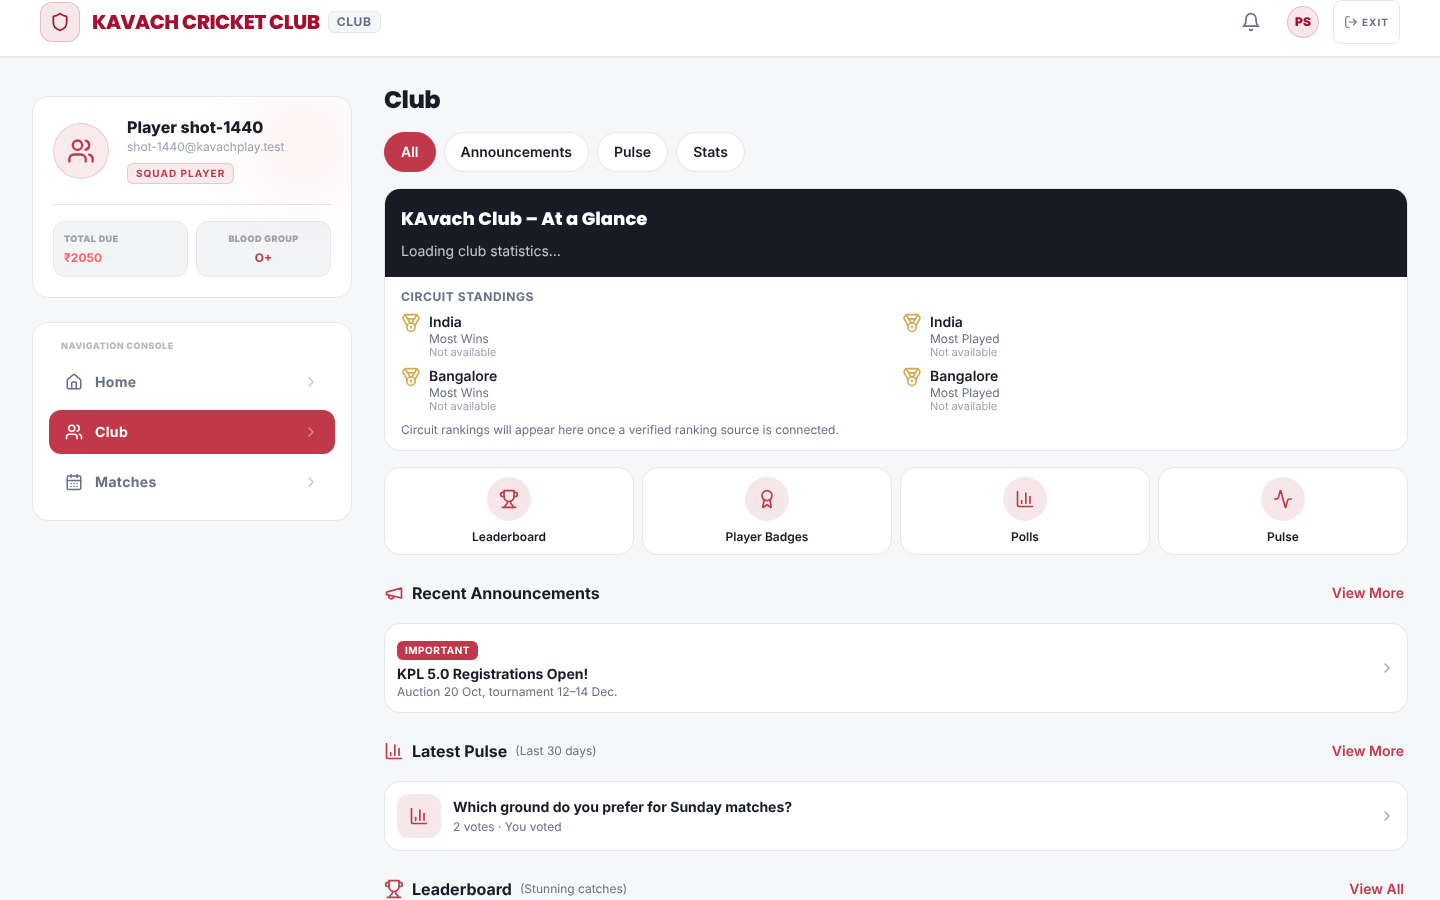 KAVACH CRICKET CLUB CLUB
PS
EXIT
Player shot-1440
shot-1440@kavachplay.test
SQUAD PLAYER
TOTAL DUE
₹2050
BLOOD GROUP
O+
NAVIGATION CONSOLE
Home
Club
Matches
Club
All Announcements Pulse Stats
KAvach Club – At a Glance
Loading club statistics...
CIRCUIT STANDINGS
India
Most Wins
Not available
India
Most Played
Not available
Bangalore
Most Wins
Not available
Bangalore
Most Played
Not available
Circuit rankings will appear here once a verified ranking source is connected.
Leaderboard
Player Badges
Polls
Pulse
Recent Announcements View More
IMPORTANT
KPL 5.0 Registrations Open!
Auction 20 Oct, tournament 12–14 Dec.
Latest Pulse (Last 30 days) View More
Which ground do you prefer for Sunday matches?
2 votes · You voted
Leaderboard (Stunning catches) View All